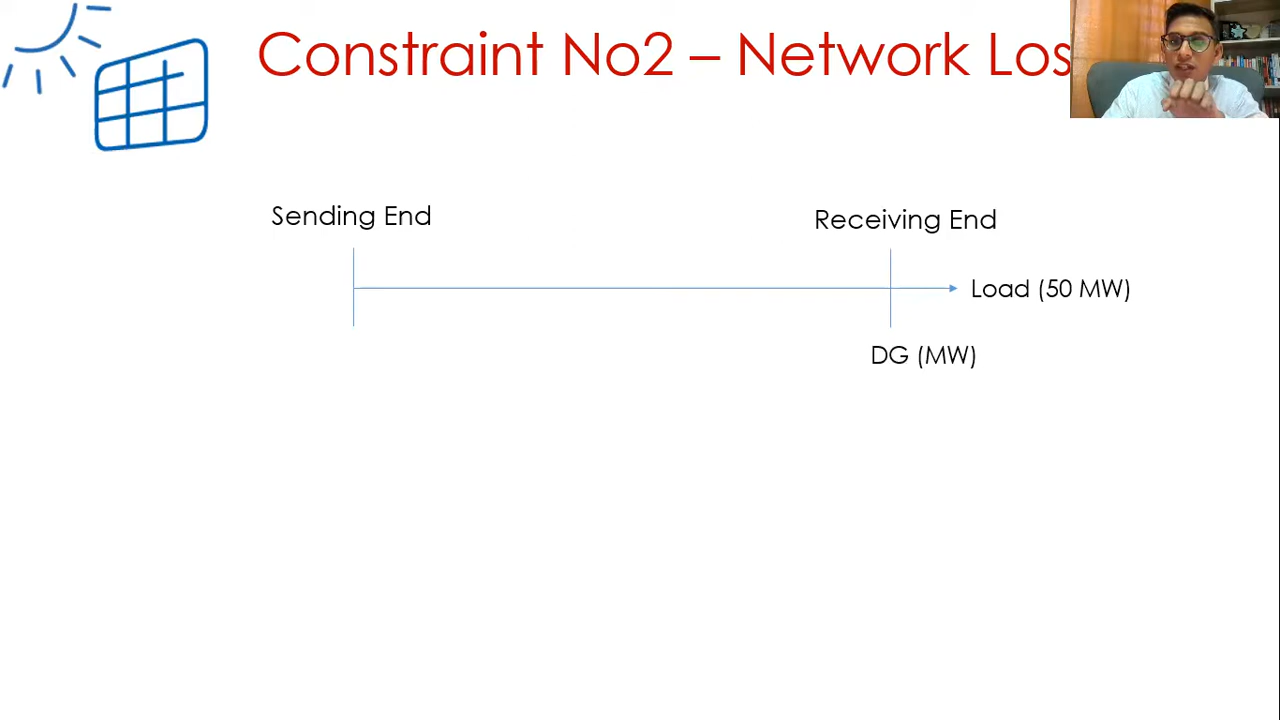 Constraint No2 – Network Los
Sending End
Receiving End
Load (50 MW)
DG (MW)